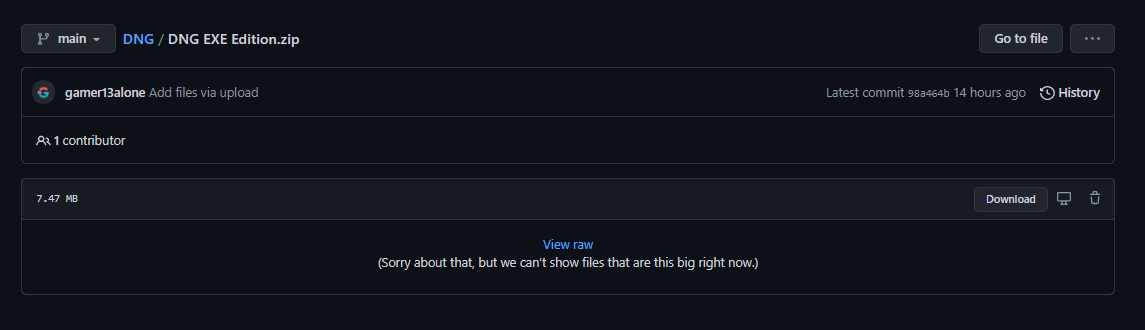 main DNG / DNG EXE Edition.zip Go to file ...
gamer13alone Add files via upload Latest commit 98a464b 14 hours ago History
1 contributor
7.47 MB Download
View raw
(Sorry about that, but we can't show files that are this big right now.)